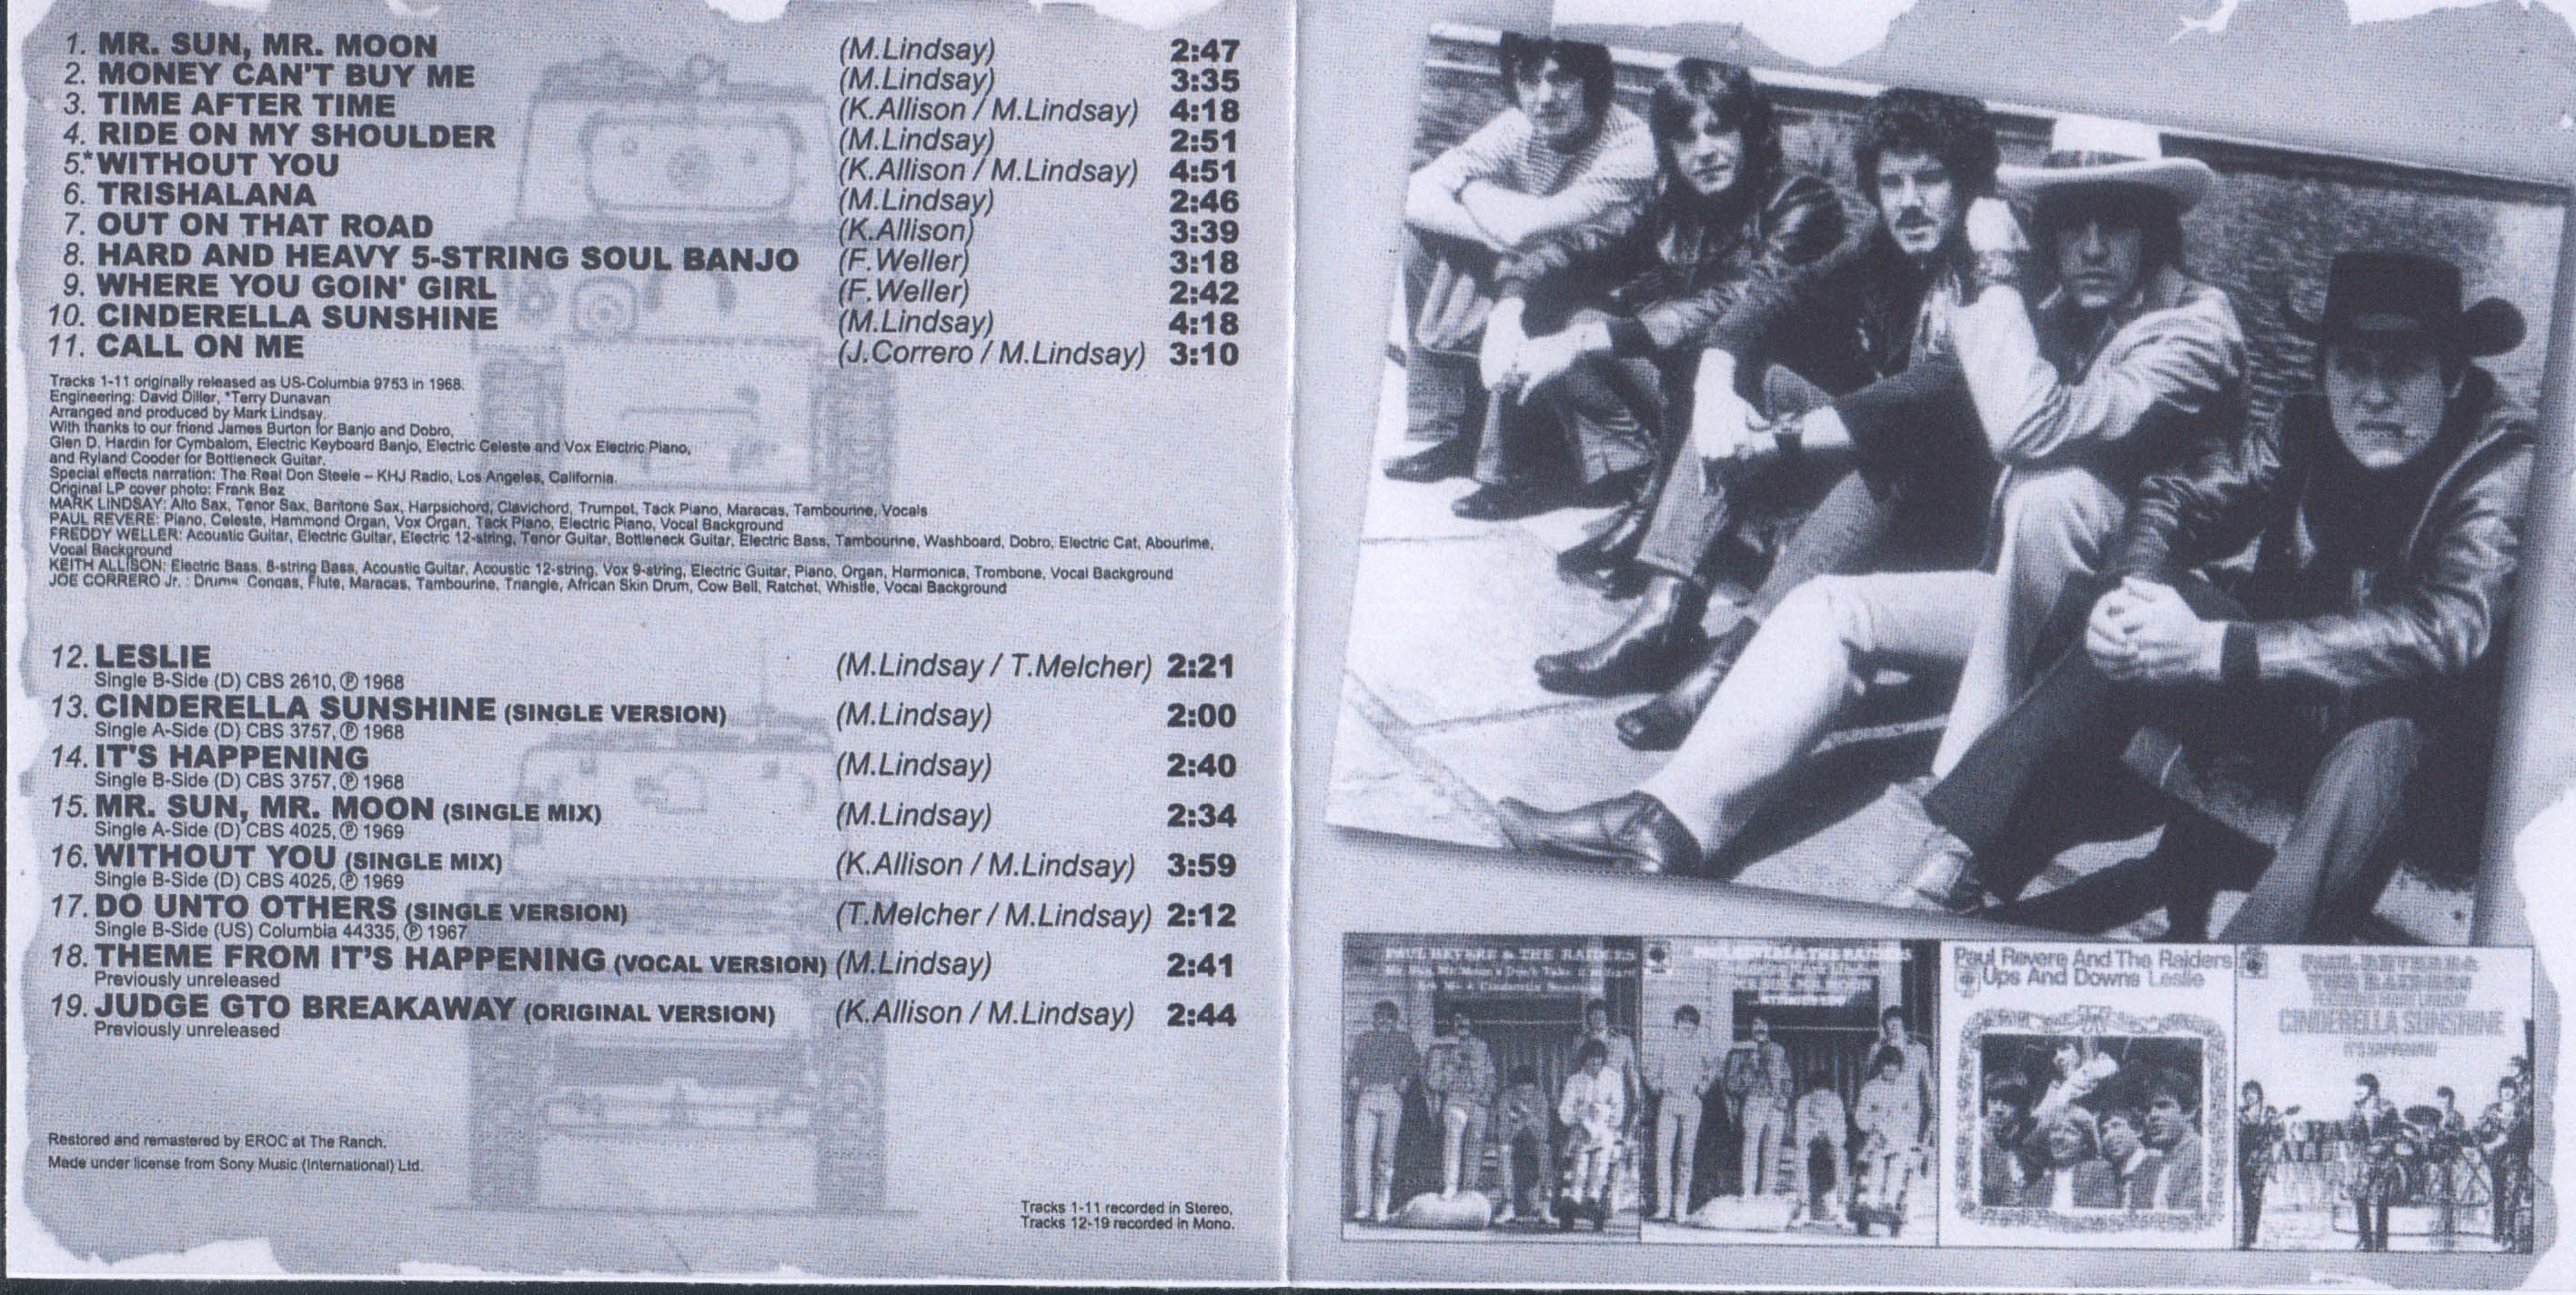 1. MR. SUN, MR. MOON (M.Lindsay) 2:47
2. MONEY CAN'T BUY ME (M.Lindsay) 3:35
3. TIME AFTER TIME (K.Allison / M.Lindsay) 4:18
4. RIDE ON MY SHOULDER (M.Lindsay) 2:51
5.* WITHOUT YOU (K.Allison / M.Lindsay) 4:51
6. TRISHALANA (M.Lindsay) 2:46
7. OUT ON THAT ROAD (K.Allison) 3:39
8. HARD AND HEAVY 5-STRING SOUL BANJO (F.Weller) 3:18
9. WHERE YOU GOIN' GIRL (F.Weller) 2:42
10. CINDERELLA SUNSHINE (M.Lindsay) 4:18
11. CALL ON ME (J.Correro / M.Lindsay) 3:10
Tracks 1-11 originally released as US-Columbia 9753 in 1968.
Engineering: David Diller, *Terry Dunavan
Arranged and produced by Mark Lindsay.
With thanks to our friend James Burton for Banjo and Dobro,
Glen D. Hardin for Cymbalom, Electric Keyboard Banjo, Electric Celeste and Vox Electric Piano,
and Ryland Cooder for Bottleneck Guitar.
Special effects narration: The Real Don Steele – KHJ Radio, Los Angeles, California.
Original LP cover photo: Frank Bez
MARK LINDSAY: Alto Sax, Tenor Sax, Baritone Sax, Harpsichord, Clavichord, Trumpet, Tack Piano, Maracas, Tambourine, Vocals
PAUL REVERE: Piano, Celeste, Hammond Organ, Vox Organ, Tack Piano, Electric Piano, Vocal Background
FREDDY WELLER: Acoustic Guitar, Electric Guitar, Electric 12-string, Tenor Guitar, Bottleneck Guitar, Electric Bass, Tambourine, Washboard, Dobro, Electric Cat, Abourime,
Vocal Background
KEITH ALLISON: Electric Bass, 8-string Bass, Acoustic Guitar, Acoustic 12-string, Vox 9-string, Electric Guitar, Piano, Organ, Harmonica, Trombone, Vocal Background
JOE CORRERO Jr. : Drums, Congas, Flute, Maracas, Tambourine, Triangle, African Skin Drum, Cow Bell, Ratchet, Whistle, Vocal Background
12. LESLIE (M.Lindsay / T.Melcher) 2:21
Single B-Side (D) CBS 2610, Ⓟ 1968
13. CINDERELLA SUNSHINE (SINGLE VERSION) (M.Lindsay) 2:00
Single A-Side (D) CBS 3757, Ⓟ 1968
14. IT'S HAPPENING (M.Lindsay) 2:40
Single B-Side (D) CBS 3757, Ⓟ 1968
15. MR. SUN, MR. MOON (SINGLE MIX) (M.Lindsay) 2:34
Single A-Side (D) CBS 4025, Ⓟ 1969
16. WITHOUT YOU (SINGLE MIX) (K.Allison / M.Lindsay) 3:59
Single B-Side (D) CBS 4025, Ⓟ 1969
17. DO UNTO OTHERS (SINGLE VERSION) (T.Melcher / M.Lindsay) 2:12
Single B-Side (US) Columbia 44335, Ⓟ 1967
18. THEME FROM IT'S HAPPENING (VOCAL VERSION) (M.Lindsay) 2:41
Previously unreleased
19. JUDGE GTO BREAKAWAY (ORIGINAL VERSION) (K.Allison / M.Lindsay) 2:44
Previously unreleased
Restored and remastered by EROC at The Ranch.
Made under license from Sony Music (International) Ltd.
Tracks 1-11 recorded in Stereo,
Tracks 12-19 recorded in Mono.
PAUL REVERE & THE RAIDERS
PAUL REVERE & THE RAIDERS
Paul Revere And The Raiders
Ups And Downs Leslie
PAUL REVERE &
THE RAIDERS
CINDERELLA SUNSHINE
IT'S HAPPENING